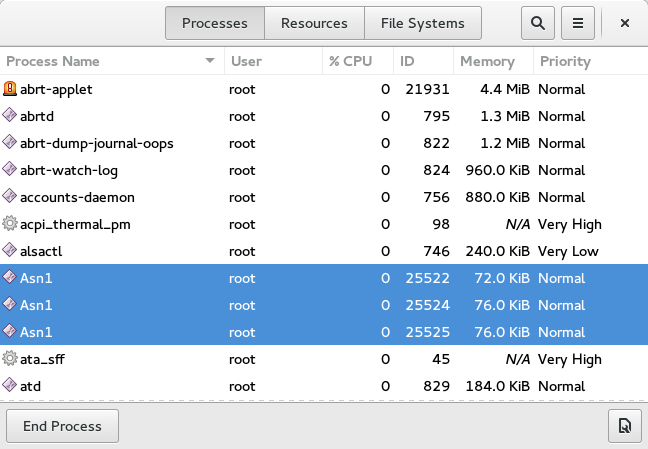 Processes Resources File Systems
Process Name User % CPU ID Memory Priority
abrt-applet root 0 21931 4.4 MiB Normal
abrtd root 0 795 1.3 MiB Normal
abrt-dump-journal-oops root 0 822 1.2 MiB Normal
abrt-watch-log root 0 824 960.0 KiB Normal
accounts-daemon root 0 756 880.0 KiB Normal
acpi_thermal_pm root 0 98 N/A Very High
alsactl root 0 746 240.0 KiB Very Low
Asn1 root 0 25522 72.0 KiB Normal
Asn1 root 0 25524 76.0 KiB Normal
Asn1 root 0 25525 76.0 KiB Normal
ata_sff root 0 45 N/A Very High
atd root 0 829 184.0 KiB Normal
End Process